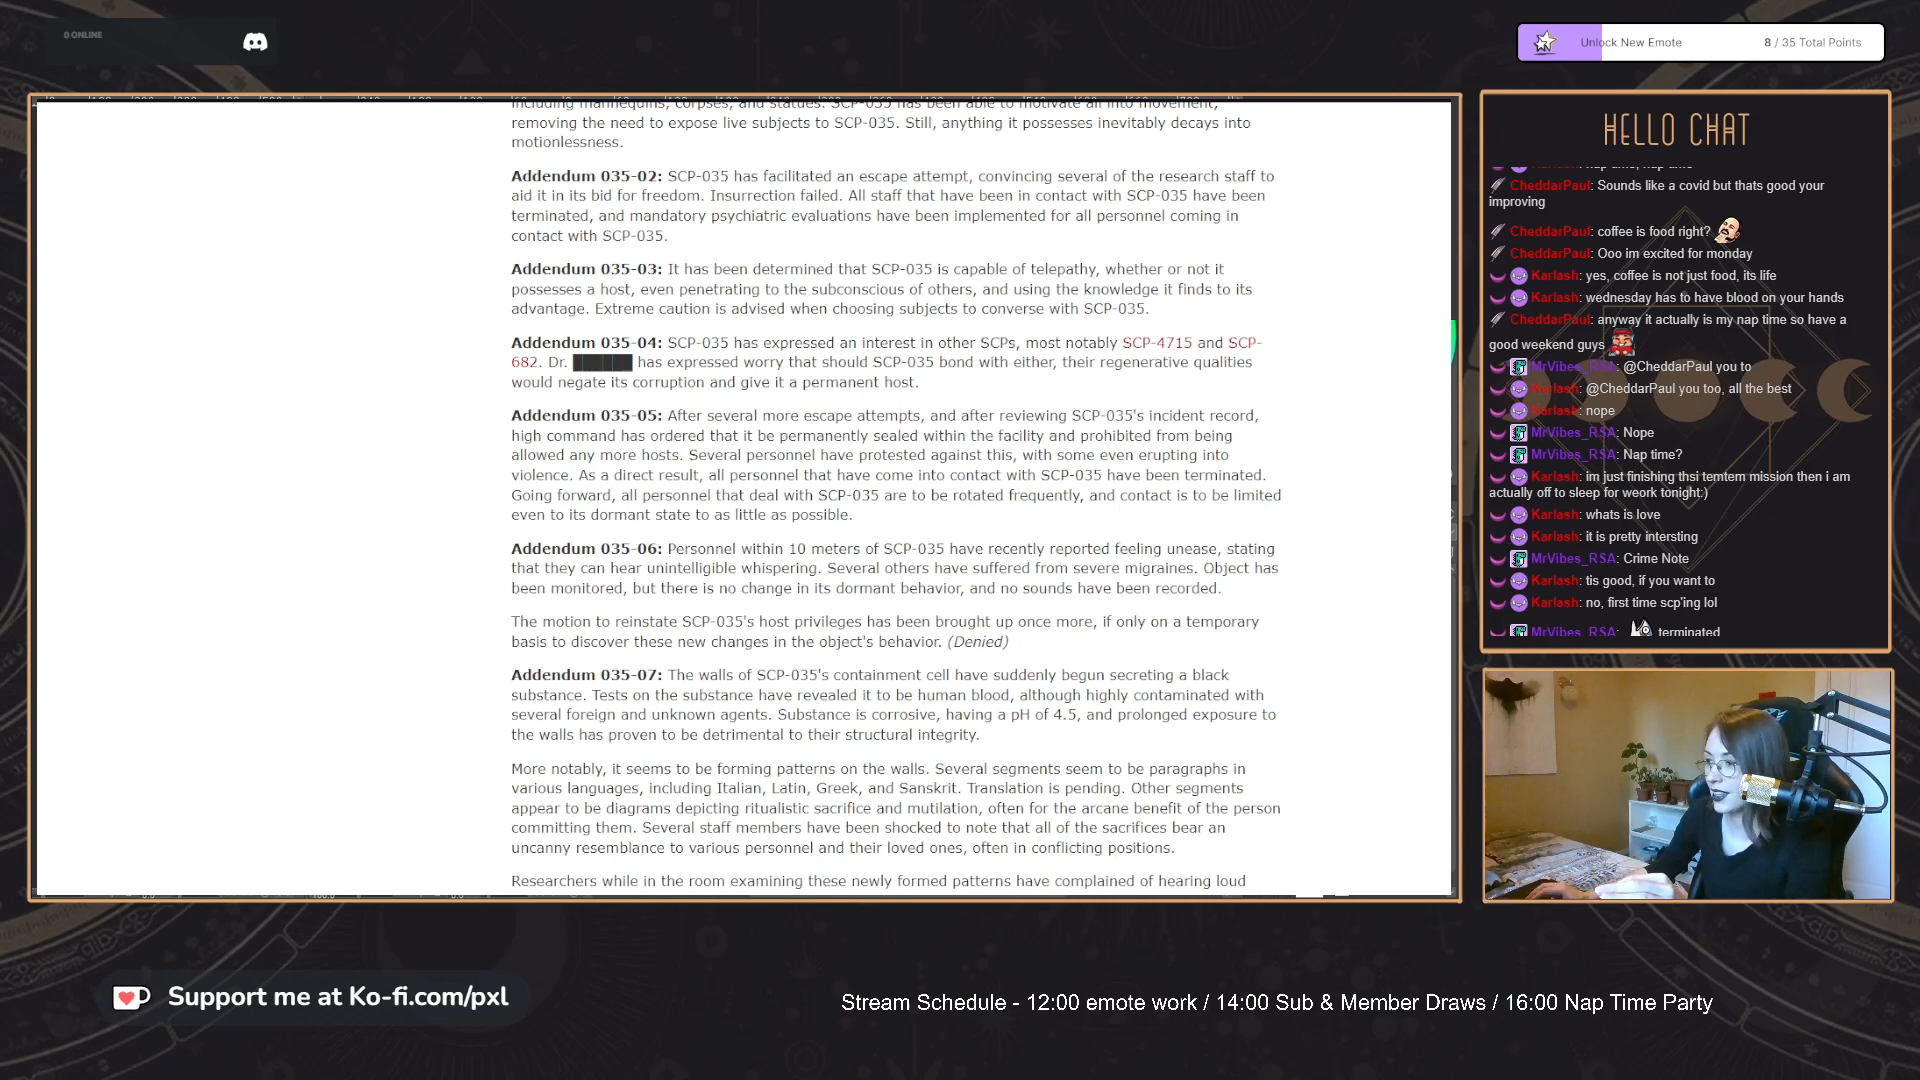 0 ONLINE
Unlock New Emote 8 / 35 Total Points
including mannequins, corpses, and statues. SCP-035 has been able to motivate all into movement,
removing the need to expose live subjects to SCP-035. Still, anything it possesses inevitably decays into
motionlessness.
Addendum 035-02: SCP-035 has facilitated an escape attempt, convincing several of the research staff to
aid it in its bid for freedom. Insurrection failed. All staff that have been in contact with SCP-035 have been
terminated, and mandatory psychiatric evaluations have been implemented for all personnel coming in
contact with SCP-035.
Addendum 035-03: It has been determined that SCP-035 is capable of telepathy, whether or not it
possesses a host, even penetrating to the subconscious of others, and using the knowledge it finds to its
advantage. Extreme caution is advised when choosing subjects to converse with SCP-035.
Addendum 035-04: SCP-035 has expressed an interest in other SCPs, most notably SCP-4715 and SCP-
682. Dr. ██████ has expressed worry that should SCP-035 bond with either, their regenerative qualities
would negate its corruption and give it a permanent host.
Addendum 035-05: After several more escape attempts, and after reviewing SCP-035's incident record,
high command has ordered that it be permanently sealed within the facility and prohibited from being
allowed any more hosts. Several personnel have protested against this, with some even erupting into
violence. As a direct result, all personnel that have come into contact with SCP-035 have been terminated.
Going forward, all personnel that deal with SCP-035 are to be rotated frequently, and contact is to be limited
even to its dormant state to as little as possible.
Addendum 035-06: Personnel within 10 meters of SCP-035 have recently reported feeling unease, stating
that they can hear unintelligible whispering. Several others have suffered from severe migraines. Object has
been monitored, but there is no change in its dormant behavior, and no sounds have been recorded.
The motion to reinstate SCP-035's host privileges has been brought up once more, if only on a temporary
basis to discover these new changes in the object's behavior. (Denied)
Addendum 035-07: The walls of SCP-035's containment cell have suddenly begun secreting a black
substance. Tests on the substance have revealed it to be human blood, although highly contaminated with
several foreign and unknown agents. Substance is corrosive, having a pH of 4.5, and prolonged exposure to
the walls has proven to be detrimental to their structural integrity.
More notably, it seems to be forming patterns on the walls. Several segments seem to be paragraphs in
various languages, including Italian, Latin, Greek, and Sanskrit. Translation is pending. Other segments
appear to be diagrams depicting ritualistic sacrifice and mutilation, often for the arcane benefit of the person
committing them. Several staff members have been shocked to note that all of the sacrifices bear an
uncanny resemblance to various personnel and their loved ones, often in conflicting positions.
Researchers while in the room examining these newly formed patterns have complained of hearing loud
HELLO CHAT
CheddarPaul: Sounds like a covid but thats good your
improving
CheddarPaul: coffee is food right?
CheddarPaul: Ooo im excited for monday
Karlash: yes, coffee is not just food, its life
Karlash: wednesday has to have blood on your hands
CheddarPaul: anyway it actually is my nap time so have a
good weekend guys
MrVibes_RSA: @CheddarPaul you to
Karlash: @CheddarPaul you too, all the best
Karlash: nope
MrVibes_RSA: Nope
MrVibes_RSA: Nap time?
Karlash: im just finishing thsi temtem mission then i am
actually off to sleep for weork tonight:)
Karlash: whats is love
Karlash: it is pretty intersting
MrVibes_RSA: Crime Note
Karlash: tis good, if you want to
Karlash: no, first time scp'ing lol
MrVibes_RSA: terminated
Support me at Ko-fi.com/pxl
Stream Schedule - 12:00 emote work / 14:00 Sub & Member Draws / 16:00 Nap Time Party